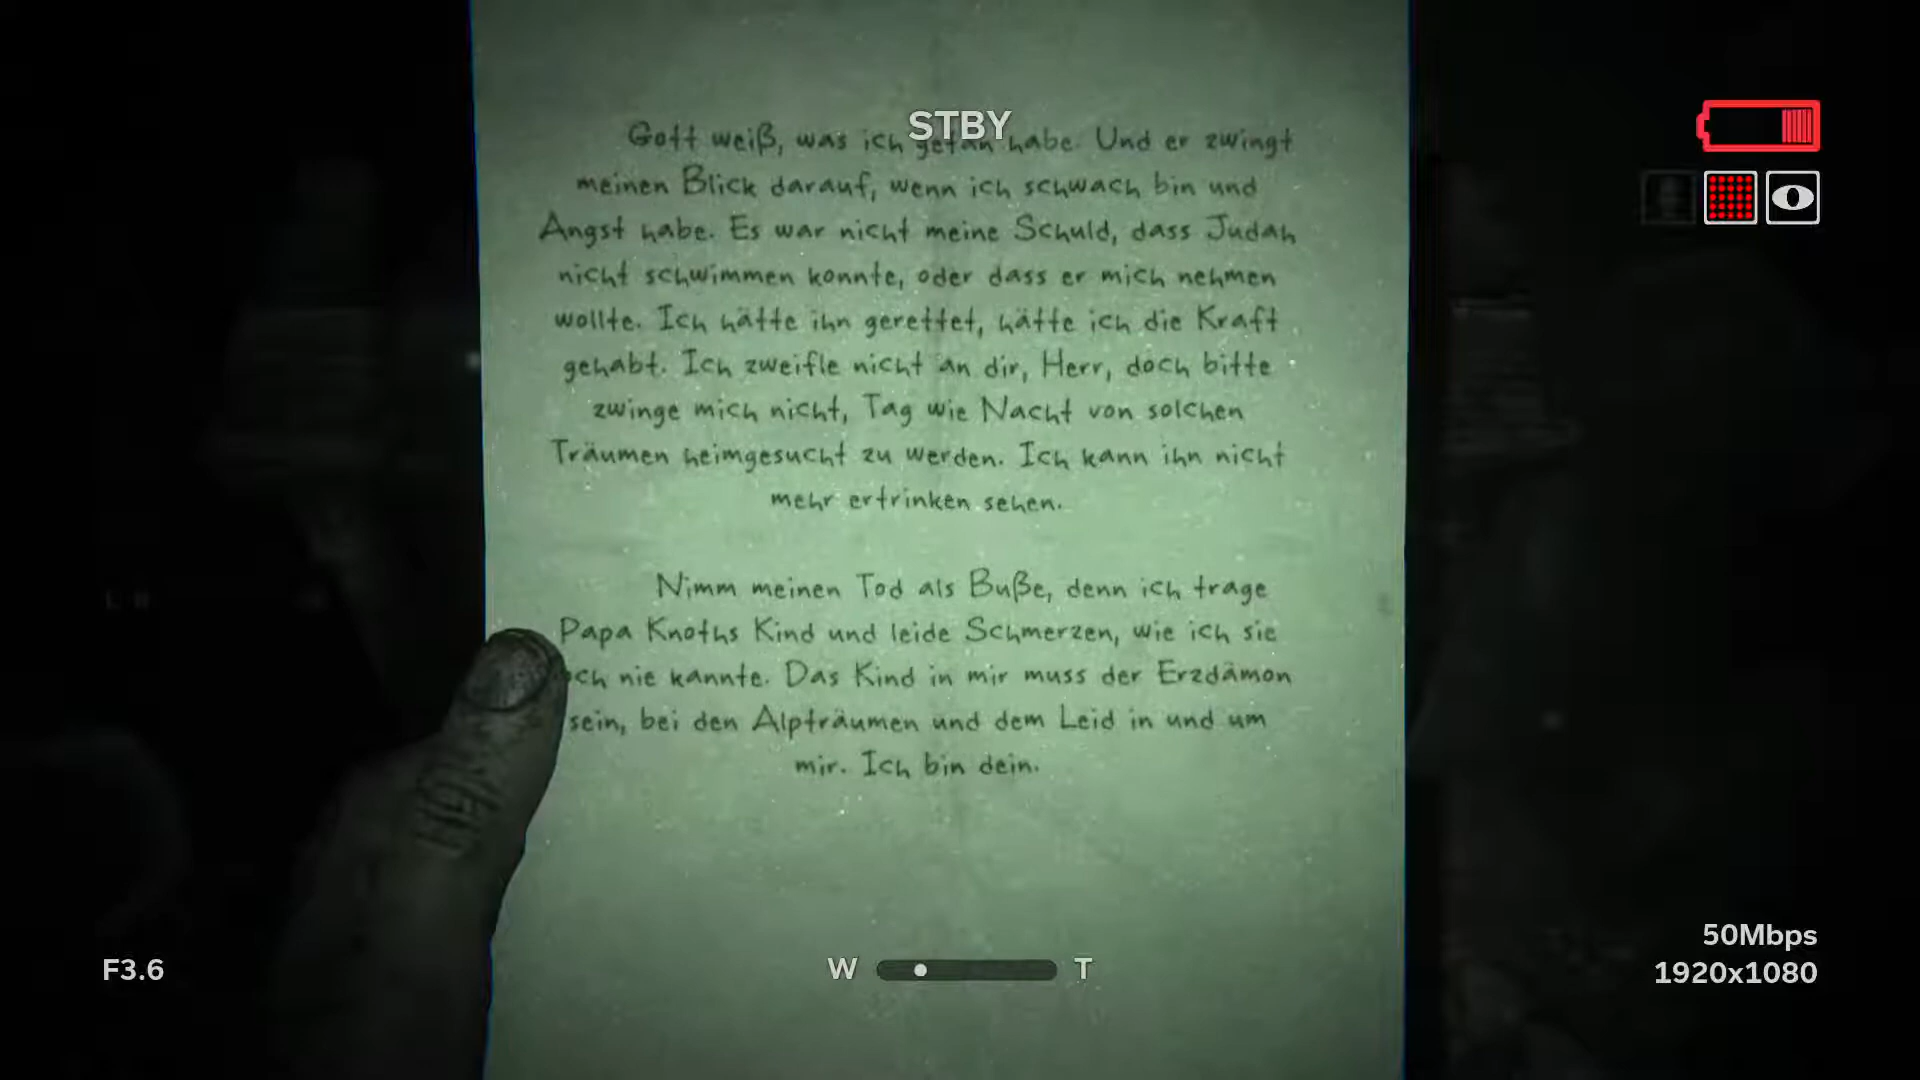 STBY
Gott weiß, was ich getan habe. Und er zwingt
meinen Blick darauf, wenn ich schwach bin und
Angst habe. Es war nicht meine Schuld, dass Judah
nicht schwimmen konnte, oder dass er mich nehmen
wollte. Ich hätte ihn gerettet, hätte ich die Kraft
gehabt. Ich zweifle nicht an dir, Herr, doch bitte
zwinge mich nicht, Tag wie Nacht von solchen
Träumen heimgesucht zu werden. Ich kann ihn nicht
mehr ertrinken sehen.
Nimm meinen Tod als Buße, denn ich trage
Papa Knoths Kind und leide Schmerzen, wie ich sie
nie kannte. Das Kind in mir muss der Erzdämon
sein, bei den Alpträumen und dem Leid in und um
mir. Ich bin dein.
F3.6
W T
50Mbps
1920x1080